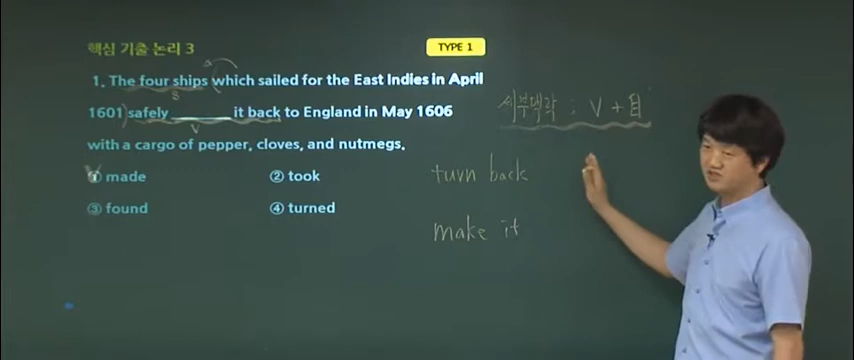 핵심 기출 논리 3
TYPE 1
1. The four ships which sailed for the East Indies in April
S
1601 safely ______ it back to England in May 1606
V
with a cargo of pepper, cloves, and nutmegs.
① made ② took
③ found ④ turned
세부맥락 : V + 目
turn back
make it